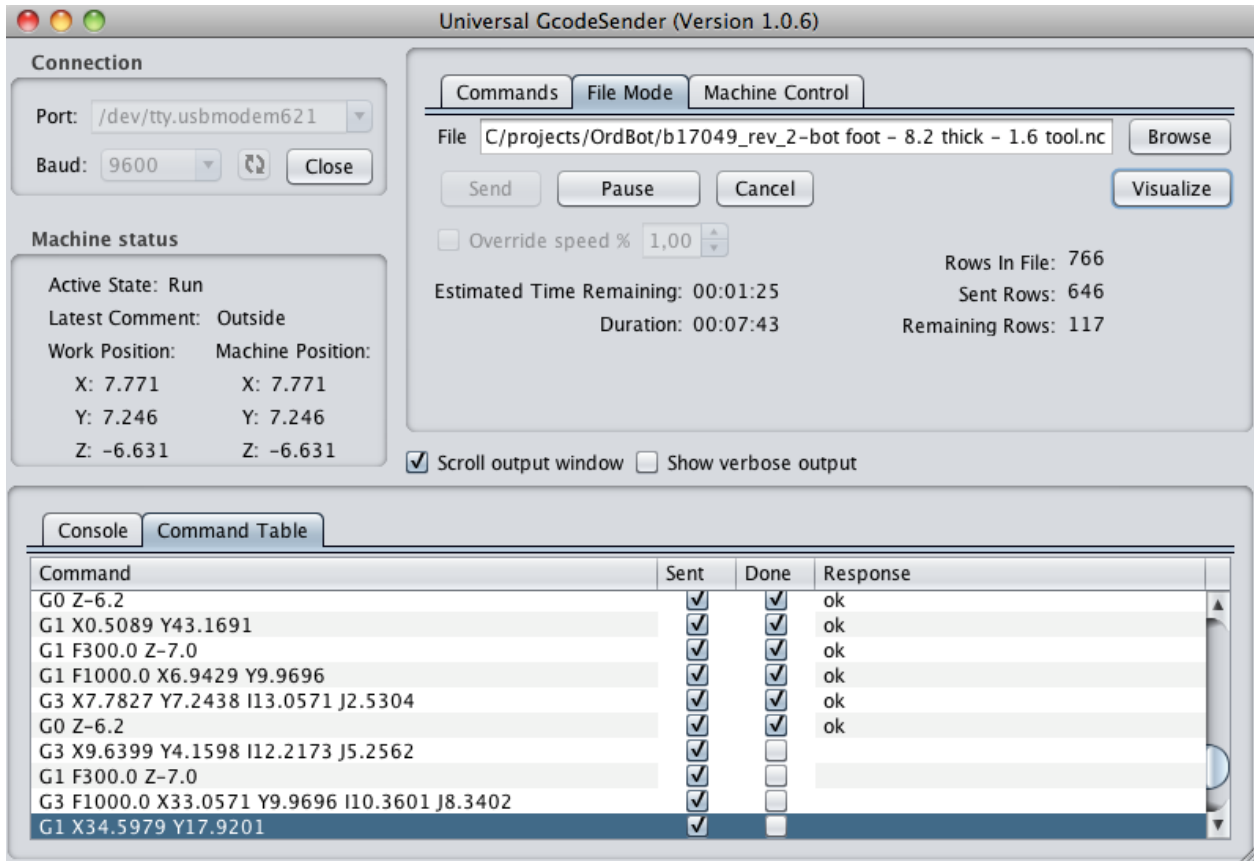 Universal GcodeSender (Version 1.0.6)
Connection
Port: /dev/tty.usbmodem621
Baud: 9600 Close
Machine status
Active State: Run
Latest Comment: Outside
Work Position: Machine Position:
X: 7.771 X: 7.771
Y: 7.246 Y: 7.246
Z: -6.631 Z: -6.631
Commands File Mode Machine Control
File C/projects/OrdBot/b17049_rev_2-bot foot - 8.2 thick - 1.6 tool.nc Browse
Send Pause Cancel Visualize
Override speed % 1,00
Rows In File: 766
Estimated Time Remaining: 00:01:25 Sent Rows: 646
Duration: 00:07:43 Remaining Rows: 117
Scroll output window Show verbose output
Console Command Table
Command Sent Done Response
G0 Z-6.2 ok
G1 X0.5089 Y43.1691 ok
G1 F300.0 Z-7.0 ok
G1 F1000.0 X6.9429 Y9.9696 ok
G3 X7.7827 Y7.2438 I13.0571 J2.5304 ok
G0 Z-6.2 ok
G3 X9.6399 Y4.1598 I12.2173 J5.2562
G1 F300.0 Z-7.0
G3 F1000.0 X33.0571 Y9.9696 I10.3601 J8.3402
G1 X34.5979 Y17.9201